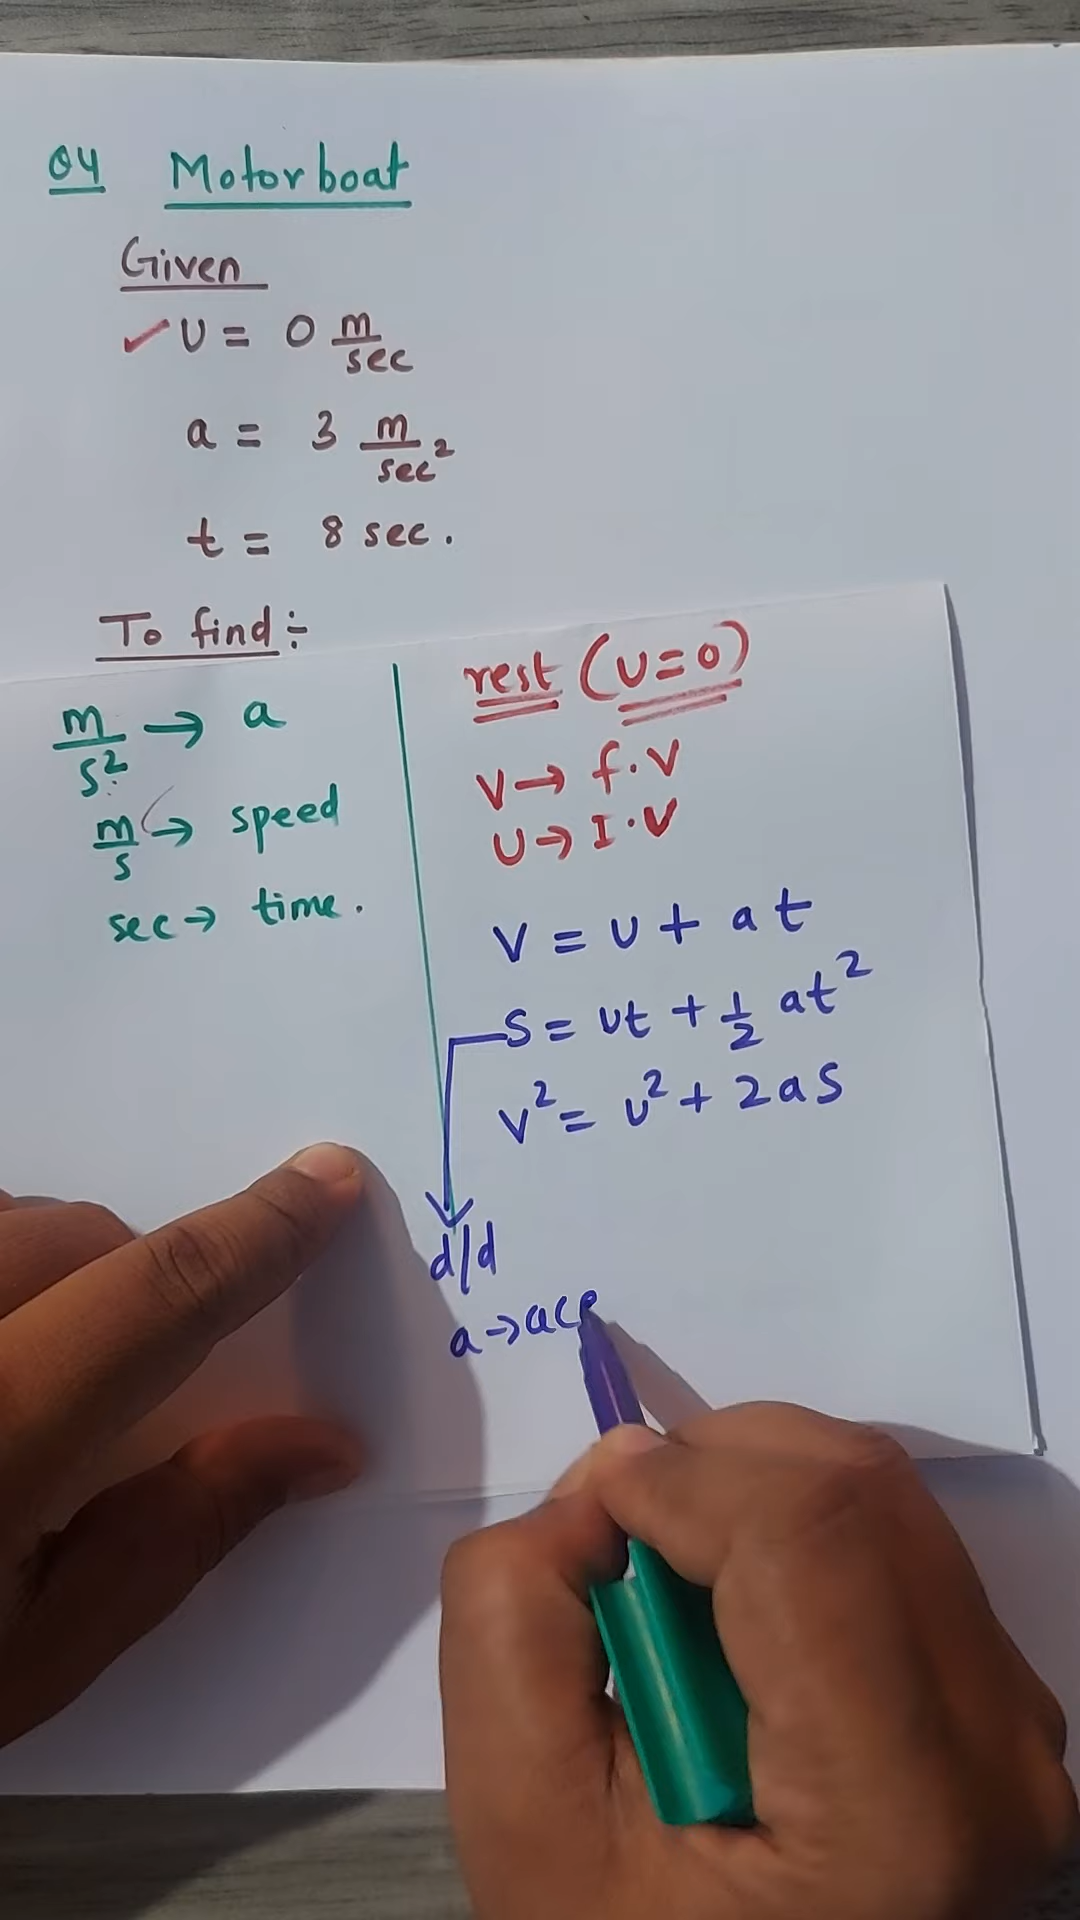 Q4 Motorboat
Given
✓ U = 0 m/sec
a = 3 m/sec²
t = 8 sec.
To find ÷
m/s² → a
m/s → speed
sec → time.
rest (U=0)
V → f.V
U → I.V
V = U + at
S = Ut + 1/2 at²
V² = U² + 2aS
d/d
a → acc